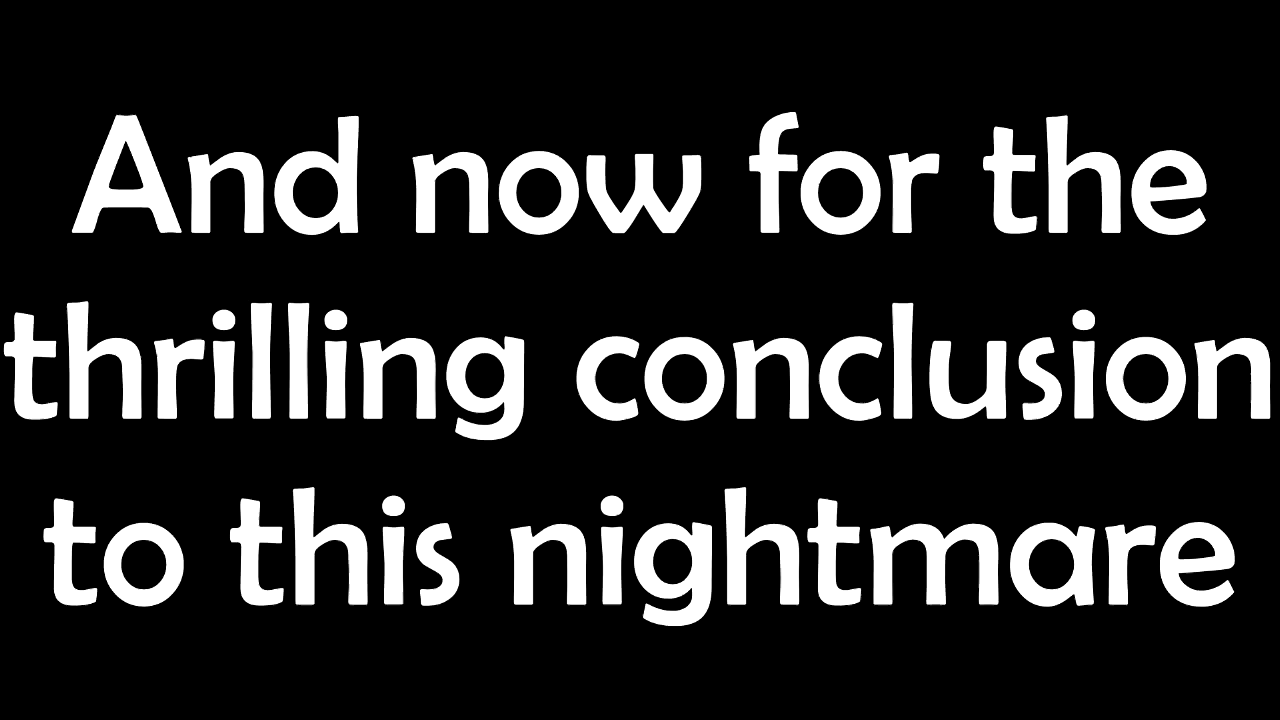 And now for the
thrilling conclusion
to this nightmare